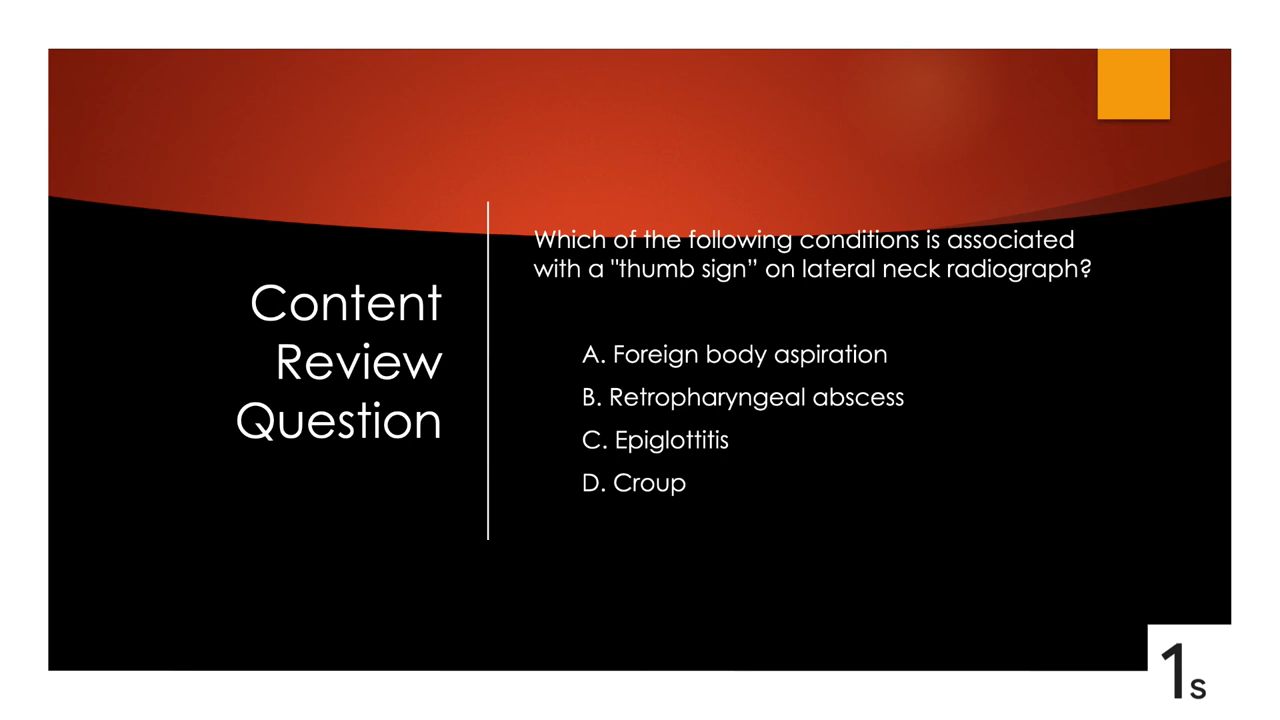 Content
Review
Question
Which of the following conditions is associated
with a "thumb sign” on lateral neck radiograph?
A. Foreign body aspiration
B. Retropharyngeal abscess
C. Epiglottitis
D. Croup
1s